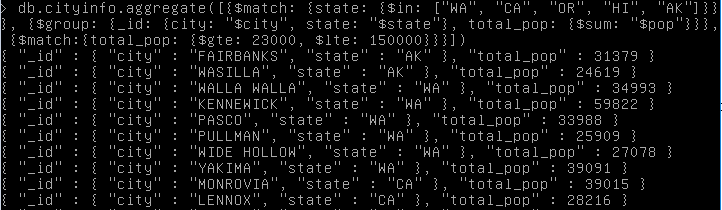 > db.cityinfo.aggregate([{$match: {state: {$in: ["WA", "CA", "OR", "HI", "AK"]}}
}, {$group: {_id: {city: "$city", state: "$state"}, total_pop: {$sum: "$pop"}}},
 {$match:{total_pop: {$gte: 23000, $lte: 150000}}}])
{ "_id" : { "city" : "FAIRBANKS", "state" : "AK" }, "total_pop" : 31379 }
{ "_id" : { "city" : "WASILLA", "state" : "AK" }, "total_pop" : 24619 }
{ "_id" : { "city" : "WALLA WALLA", "state" : "WA" }, "total_pop" : 34993 }
{ "_id" : { "city" : "KENNEWICK", "state" : "WA" }, "total_pop" : 59822 }
{ "_id" : { "city" : "PASCO", "state" : "WA" }, "total_pop" : 33988 }
{ "_id" : { "city" : "PULLMAN", "state" : "WA" }, "total_pop" : 25909 }
{ "_id" : { "city" : "WIDE HOLLOW", "state" : "WA" }, "total_pop" : 27078 }
{ "_id" : { "city" : "YAKIMA", "state" : "WA" }, "total_pop" : 39091 }
{ "_id" : { "city" : "MONROVIA", "state" : "CA" }, "total_pop" : 39015 }
{ "_id" : { "city" : "LENNOX", "state" : "CA" }, "total_pop" : 28216 }